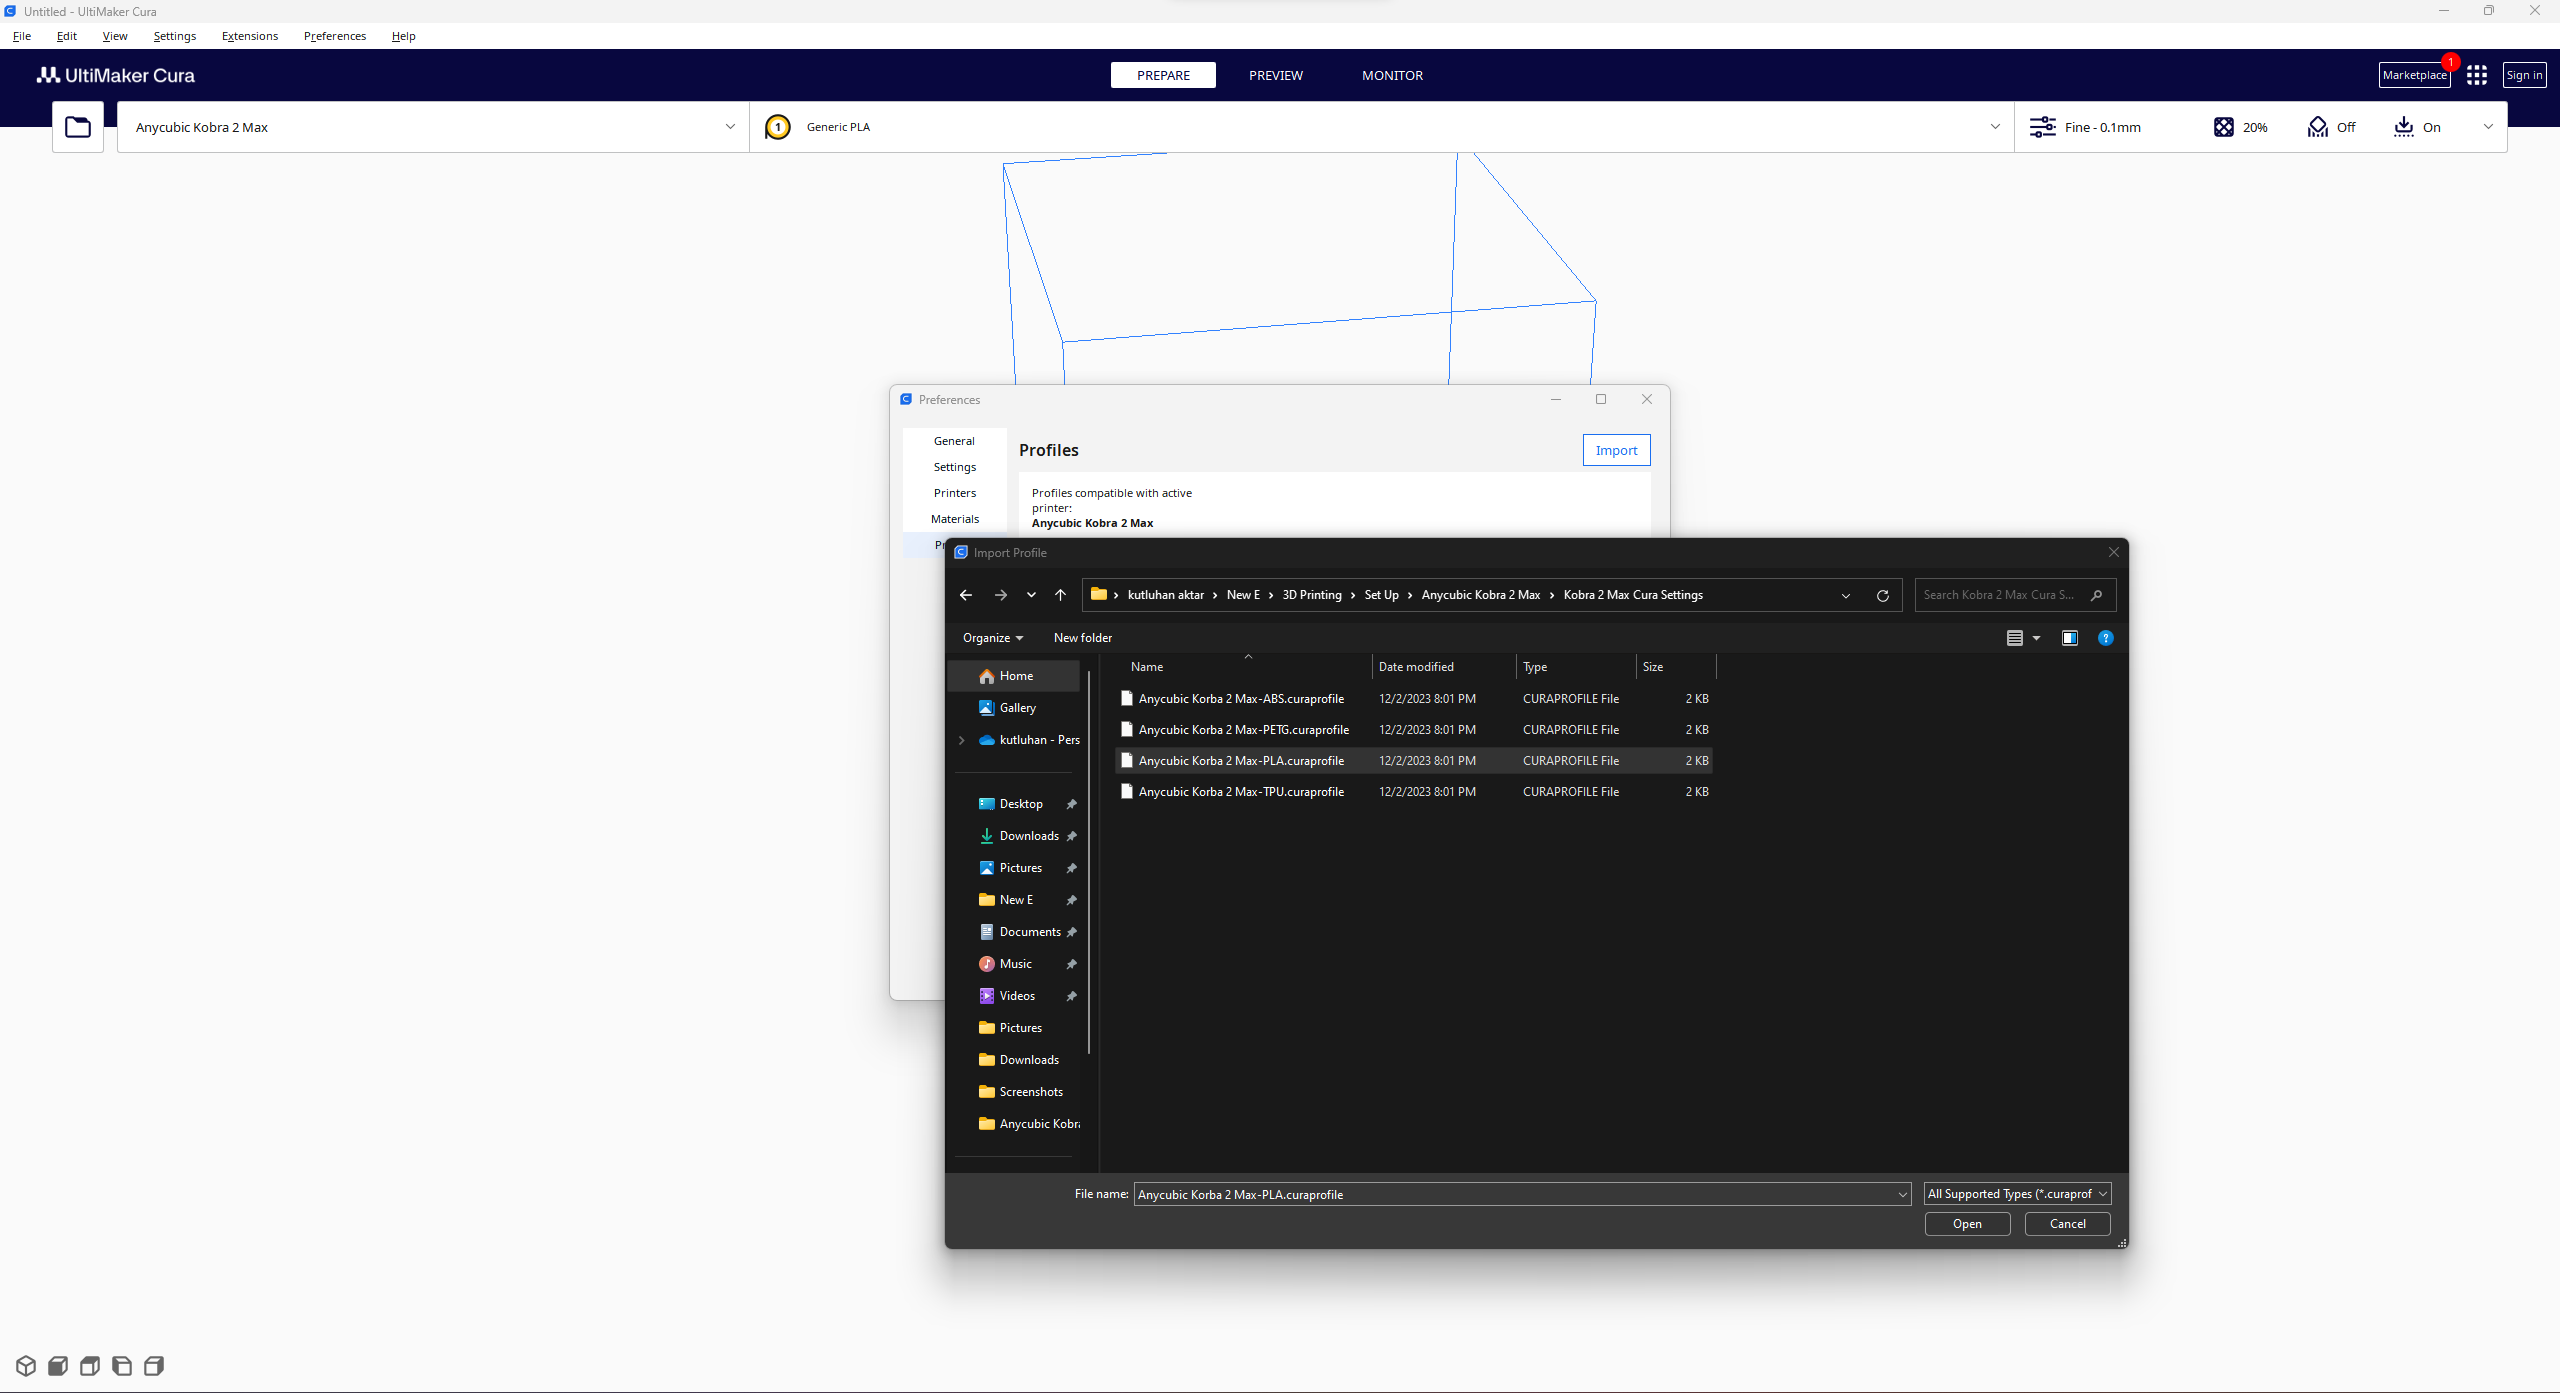 Untitled - UltiMaker Cura
File Edit View Settings Extensions Preferences Help
UltiMaker Cura
PREPARE PREVIEW MONITOR
Marketplace 1 Sign in
Anycubic Kobra 2 Max
1 Generic PLA
Fine - 0.1mm 20% Off On
Preferences
General
Settings
Printers
Materials
Profiles
Import
Profiles compatible with active
printer:
Anycubic Kobra 2 Max
Pr
Import Profile
kutluhan aktar > New E > 3D Printing > Set Up > Anycubic Kobra 2 Max > Kobra 2 Max Cura Settings
Search Kobra 2 Max Cura S...
Organize New folder
Home
Gallery
kutluhan - Pers
Desktop
Downloads
Pictures
New E
Documents
Music
Videos
Pictures
Downloads
Screenshots
Anycubic Kobra
Name Date modified Type Size
Anycubic Korba 2 Max-ABS.curaprofile 12/2/2023 8:01 PM CURAPROFILE File 2 KB
Anycubic Korba 2 Max-PETG.curaprofile 12/2/2023 8:01 PM CURAPROFILE File 2 KB
Anycubic Korba 2 Max-PLA.curaprofile 12/2/2023 8:01 PM CURAPROFILE File 2 KB
Anycubic Korba 2 Max-TPU.curaprofile 12/2/2023 8:01 PM CURAPROFILE File 2 KB
File name: Anycubic Korba 2 Max-PLA.curaprofile
All Supported Types (*.curaprof
Open Cancel